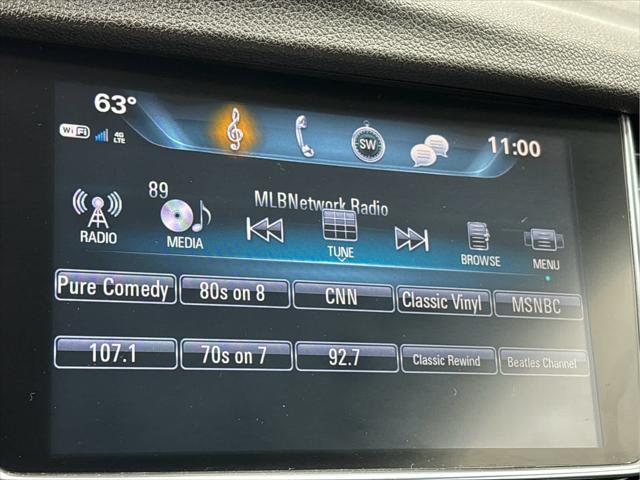 63°
11:00
WiFi
4G
LTE
SW
89
MLBNetwork Radio
RADIO
MEDIA
TUNE
BROWSE
MENU
Pure Comedy
80s on 8
CNN
Classic Vinyl
MSNBC
107.1
70s on 7
92.7
Classic Rewind
Beatles Channel